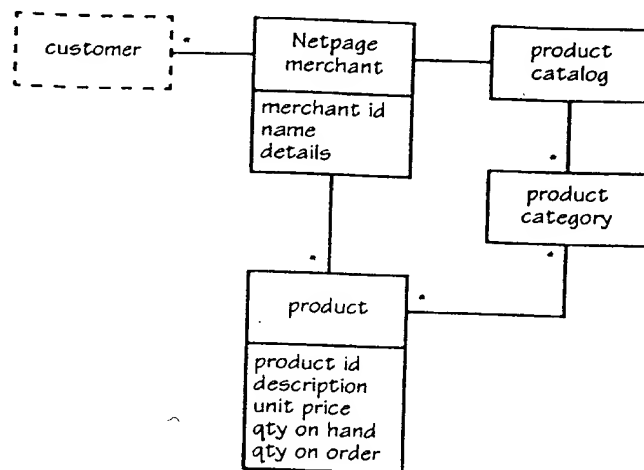 customer
*
Netpage
merchant
merchant id
name
details
product
catalog
*
product
category
*
*
*
product
product id
description
unit price
qty on hand
qty on order